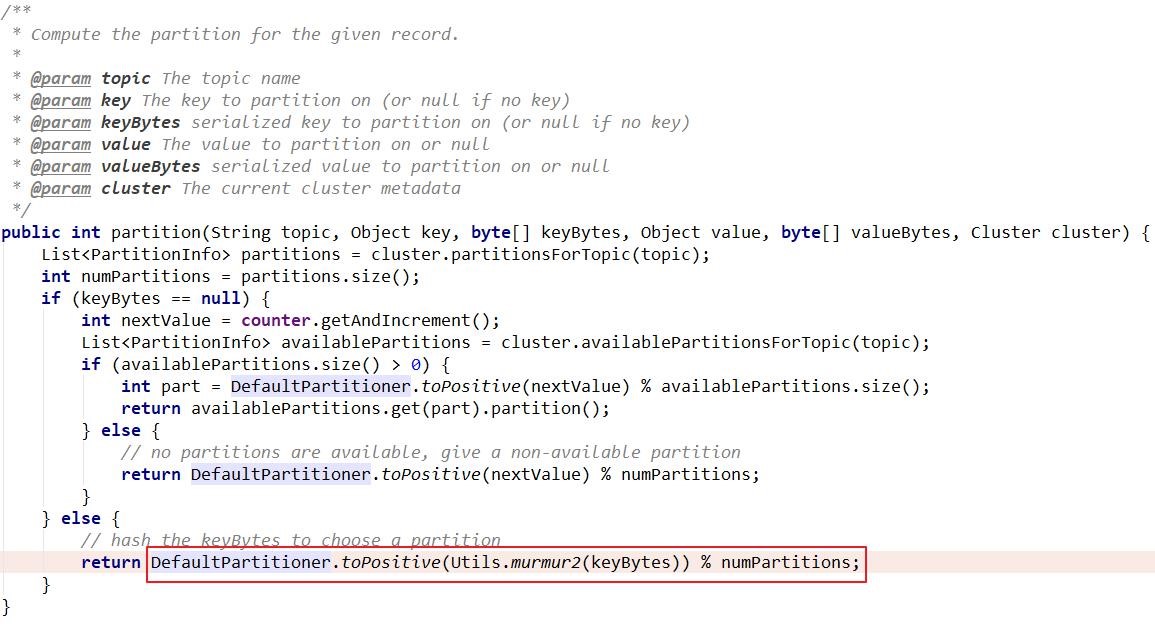 /**
 * Compute the partition for the given record.
 *
 * @param topic The topic name
 * @param key The key to partition on (or null if no key)
 * @param keyBytes serialized key to partition on (or null if no key)
 * @param value The value to partition on or null
 * @param valueBytes serialized value to partition on or null
 * @param cluster The current cluster metadata
 */
public int partition(String topic, Object key, byte[] keyBytes, Object value, byte[] valueBytes, Cluster cluster) {
    List<PartitionInfo> partitions = cluster.partitionsForTopic(topic);
    int numPartitions = partitions.size();
    if (keyBytes == null) {
        int nextValue = counter.getAndIncrement();
        List<PartitionInfo> availablePartitions = cluster.availablePartitionsForTopic(topic);
        if (availablePartitions.size() > 0) {
            int part = DefaultPartitioner.toPositive(nextValue) % availablePartitions.size();
            return availablePartitions.get(part).partition();
        } else {
            // no partitions are available, give a non-available partition
            return DefaultPartitioner.toPositive(nextValue) % numPartitions;
        }
    } else {
        // hash the keyBytes to choose a partition
        return DefaultPartitioner.toPositive(Utils.murmur2(keyBytes)) % numPartitions;
    }
}